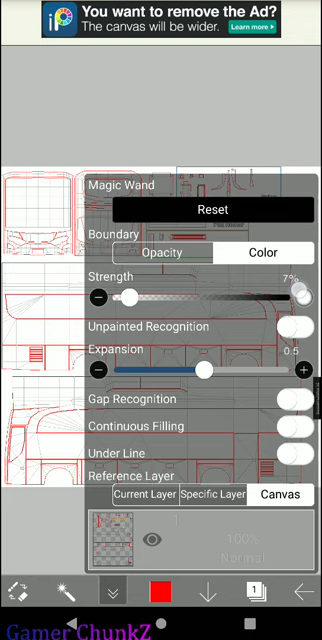 You want to remove the Ad?
The canvas will be wider.
Learn more ►
Magic Wand
Reset
Boundary
Opacity
Color
Strength
7%
Unpainted Recognition
Expansion
0.5
Gap Recognition
Continuous Filling
Under Line
Reference Layer
Current Layer
Specific Layer
Canvas
1
100%
Normal
1
Gamer ChunkZ